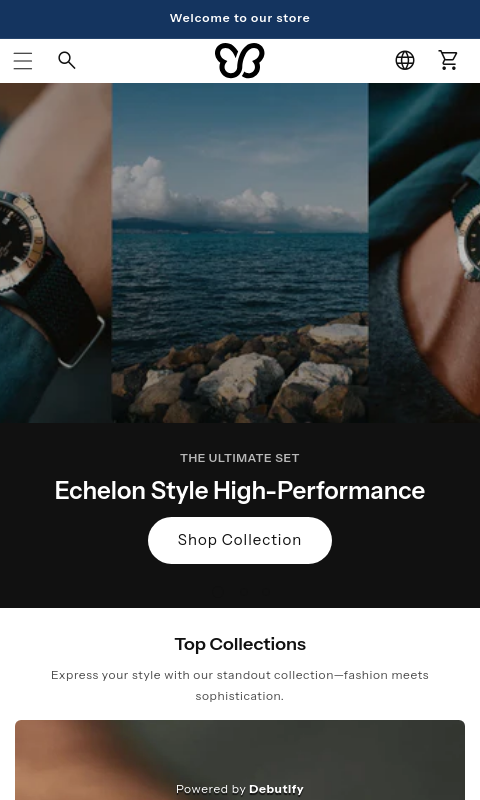 Welcome to our store
THE ULTIMATE SET
Echelon Style High-Performance
Shop Collection
Top Collections
Express your style with our standout collection—fashion meets
sophistication.
Powered by Debutify